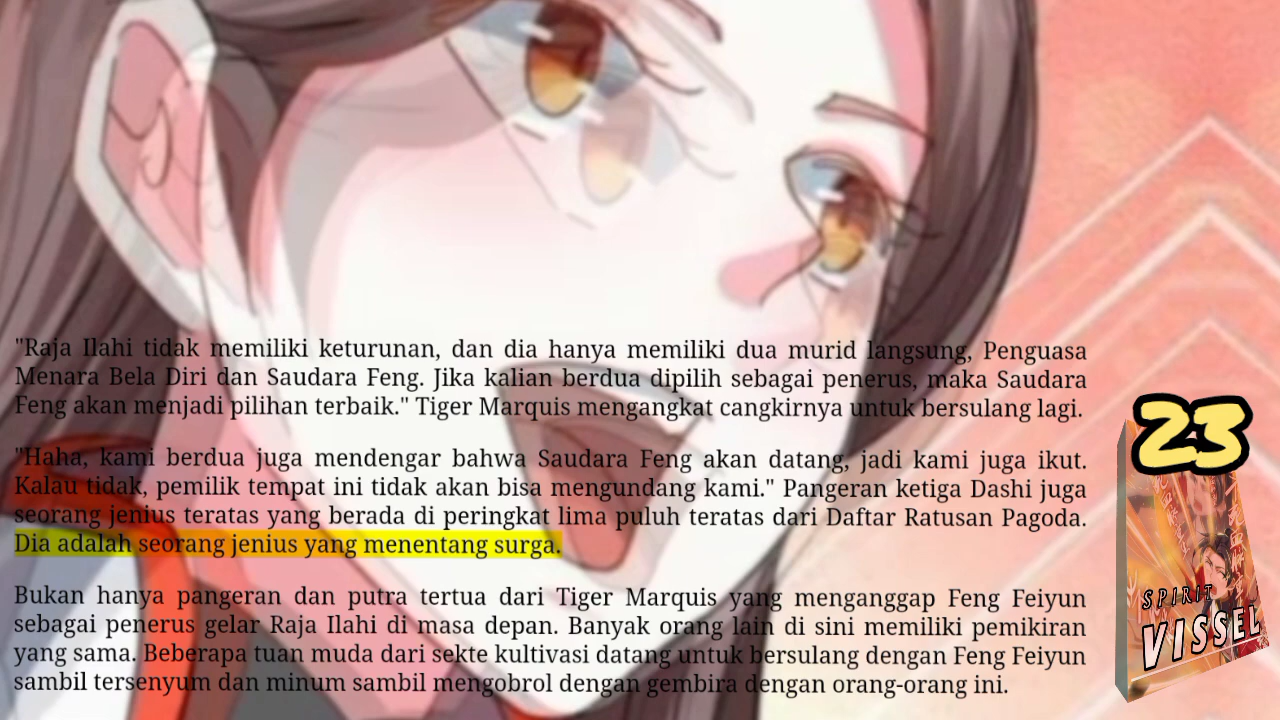 "Raja Ilahi tidak memiliki keturunan, dan dia hanya memiliki dua murid langsung, Penguasa
Menara Bela Diri dan Saudara Feng. Jika kalian berdua dipilih sebagai penerus, maka Saudara
Feng akan menjadi pilihan terbaik." Tiger Marquis mengangkat cangkirnya untuk bersulang lagi.
"Haha, kami berdua juga mendengar bahwa Saudara Feng akan datang, jadi kami juga ikut.
Kalau tidak, pemilik tempat ini tidak akan bisa mengundang kami." Pangeran ketiga Dashi juga
seorang jenius teratas yang berada di peringkat lima puluh teratas dari Daftar Ratusan Pagoda.
Dia adalah seorang jenius yang menentang surga.
Bukan hanya pangeran dan putra tertua dari Tiger Marquis yang menganggap Feng Feiyun
sebagai penerus gelar Raja Ilahi di masa depan. Banyak orang lain di sini memiliki pemikiran
yang sama. Beberapa tuan muda dari sekte kultivasi datang untuk bersulang dengan Feng Feiyun
sambil tersenyum dan minum sambil mengobrol dengan gembira dengan orang-orang ini.
23
SPIRIT
VISSEL